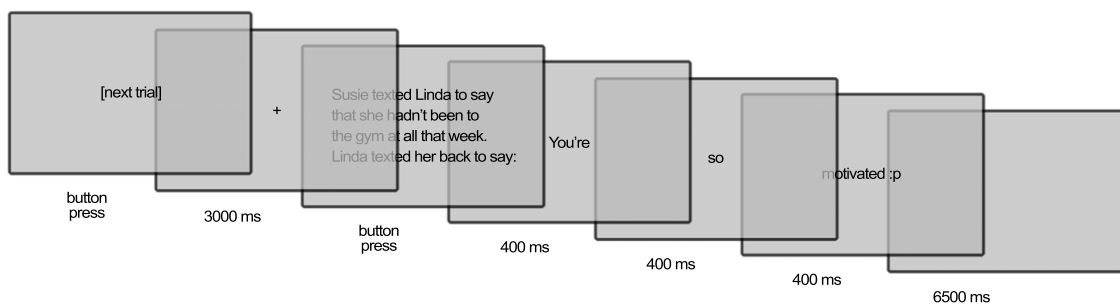 [next trial]
+
Susie texted Linda to say
that she hadn't been to
the gym at all that week.
Linda texted her back to say:
You're
so
motivated :p
button
press
3000 ms
button
press
400 ms
400 ms
400 ms
6500 ms